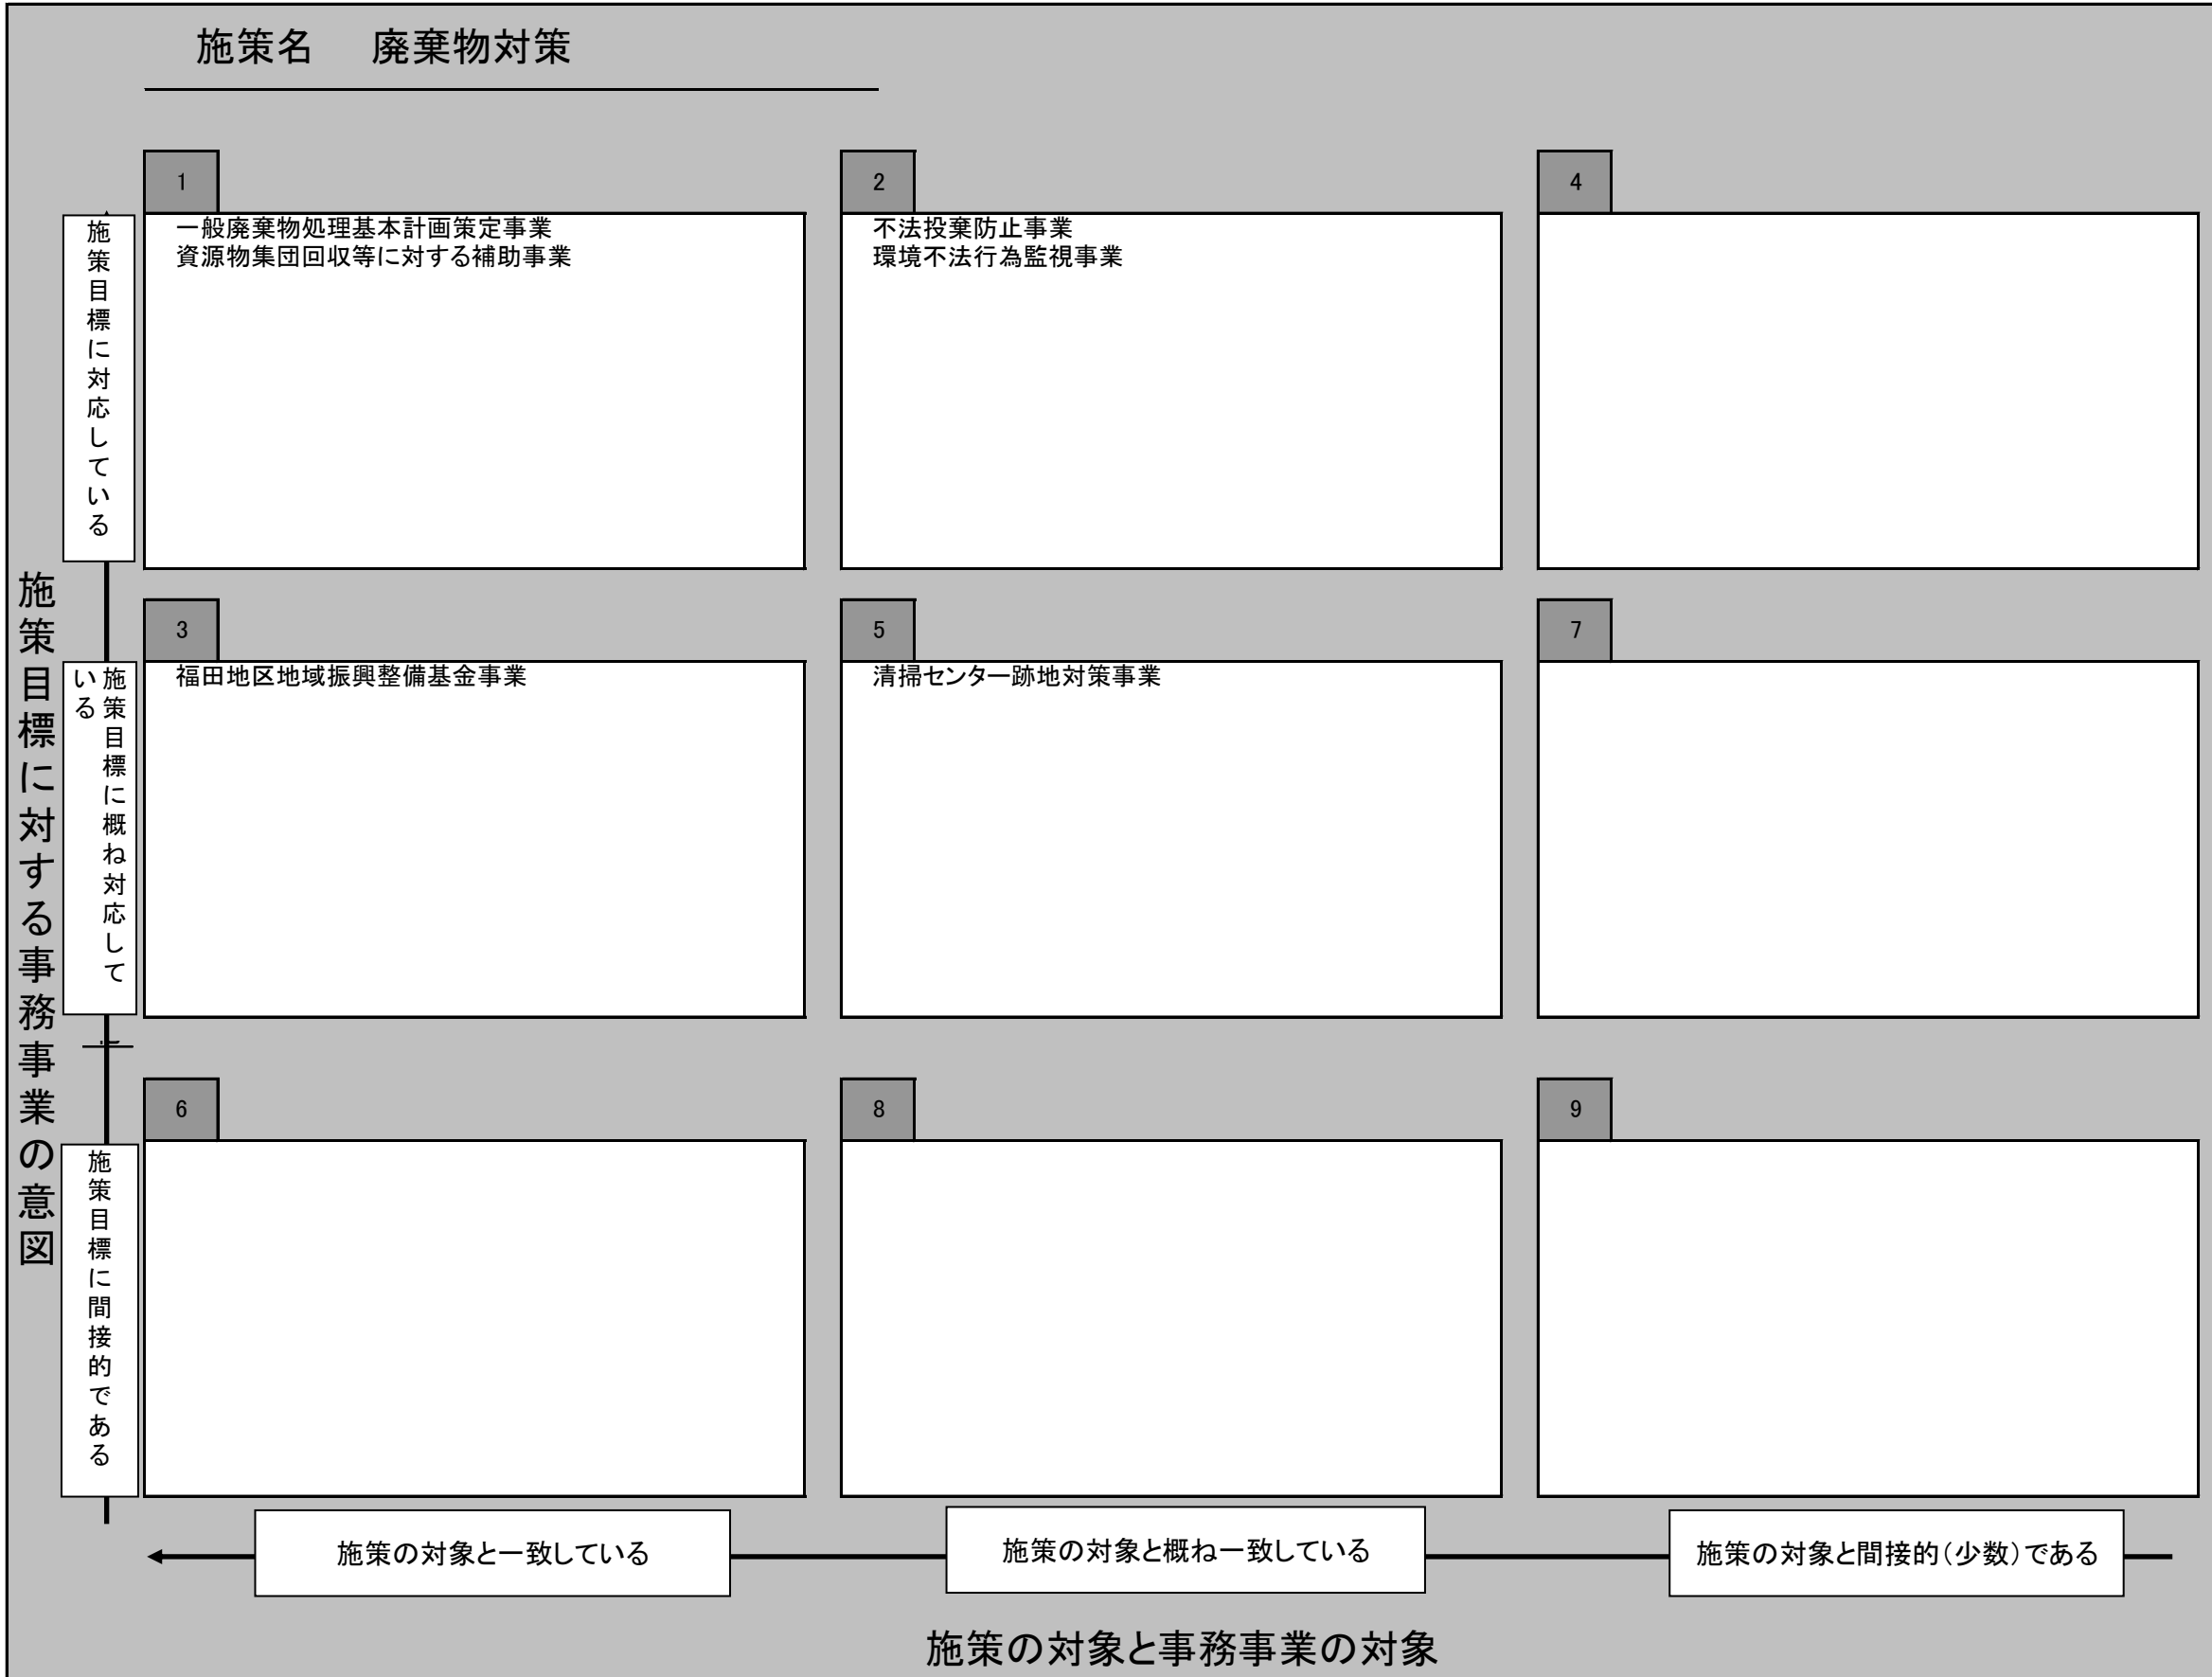 施策名 廃棄物対策
1
2
4
一般廃棄物処理基本計画策定事業
資源物集団回収等に対する補助事業
不法投棄防止事業
環境不法行為監視事業
施策目標に対応している
3
5
7
福田地区地域振興整備基金事業
清掃センター跡地対策事業
施策目標に概ね対応して
いる
施策目標に対する事務事業の意図
6
8
9
施策目標に間接的である
施策の対象と一致している
施策の対象と概ね一致している
施策の対象と間接的(少数)である
施策の対象と事務事業の対象